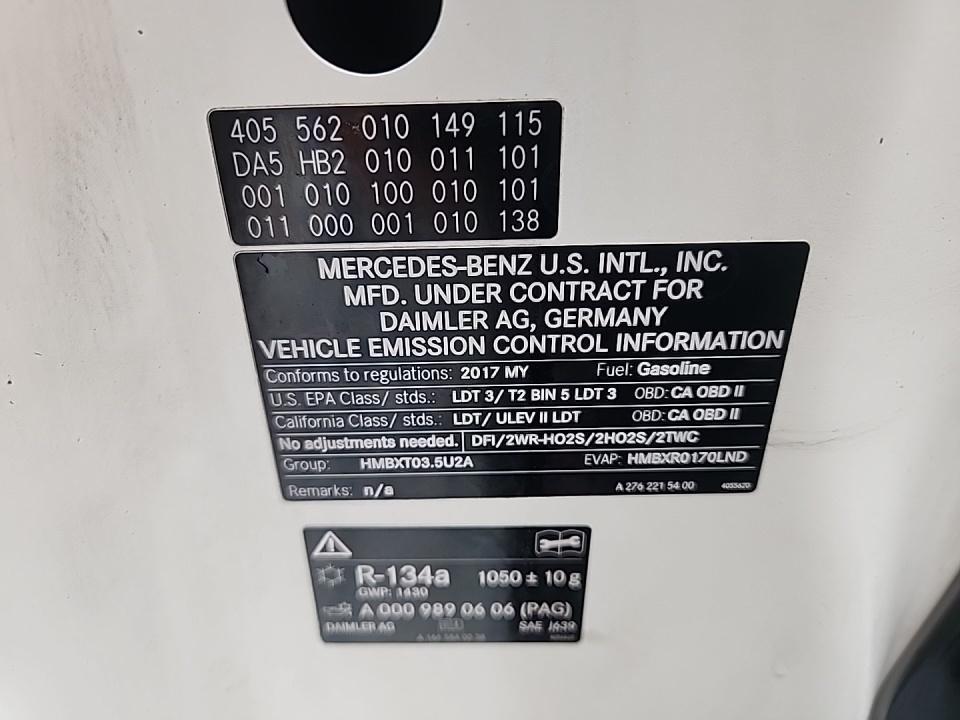 405 562 010 149 115
DA5 HB2 010 011 101
001 010 100 010 101
011 000 001 010 138
MERCEDES-BENZ U.S. INTL., INC.
MFD. UNDER CONTRACT FOR
DAIMLER AG, GERMANY
VEHICLE EMISSION CONTROL INFORMATION
Conforms to regulations: 2017 MY Fuel: Gasoline
U.S. EPA Class/ stds.: LDT 3/ T2 BIN 5 LDT 3 OBD: CA OBD II
California Class/ stds.: LDT/ ULEV II LDT OBD: CA OBD II
No adjustments needed. DFI/2WR-HO2S/2HO2S/2TWC
Group: HMBXT03.5U2A EVAP: HMBXR0170LND
Remarks: n/a A 276 221 54 00 4055620
R-134a 1050 ± 10 g
GWP: 1430
A 000 989 06 06 (PAG)
DAIMLER AG SAE J639